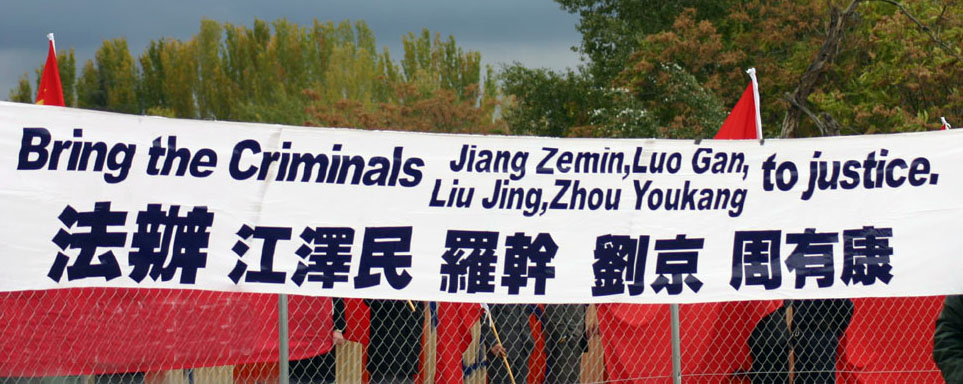 Bring the Criminals Jiang Zemin,Luo Gan, Liu Jing,Zhou Youkang to justice.
法辦 江澤民 羅幹 劉京 周有康